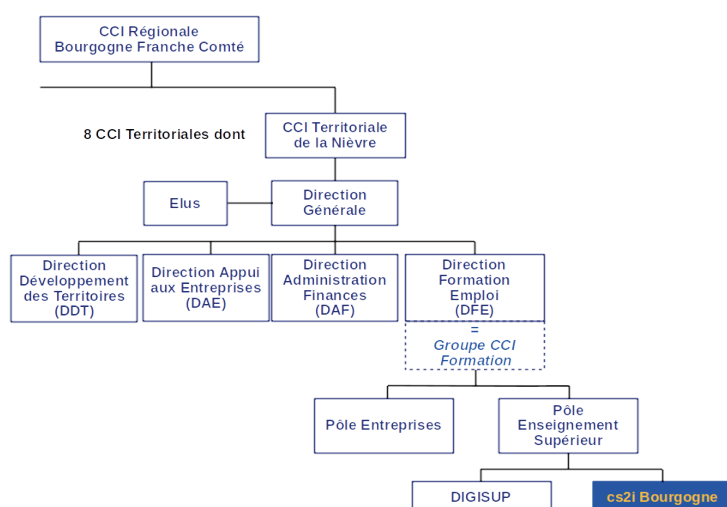 CCI Régionale
Bourgogne Franche Comté
8 CCI Territoriales dont
CCI Territoriale
de la Nièvre
Elus
Direction
Générale
Direction
Développement
des Territoires
(DDT)
Direction Appui
aux Entreprises
(DAE)
Direction
Administration
Finances
(DAF)
Direction
Formation
Emploi
(DFE)
=
Groupe CCI
Formation
Pôle Entreprises
Pôle
Enseignement
Supérieur
DIGISUP
cs2i Bourgogne